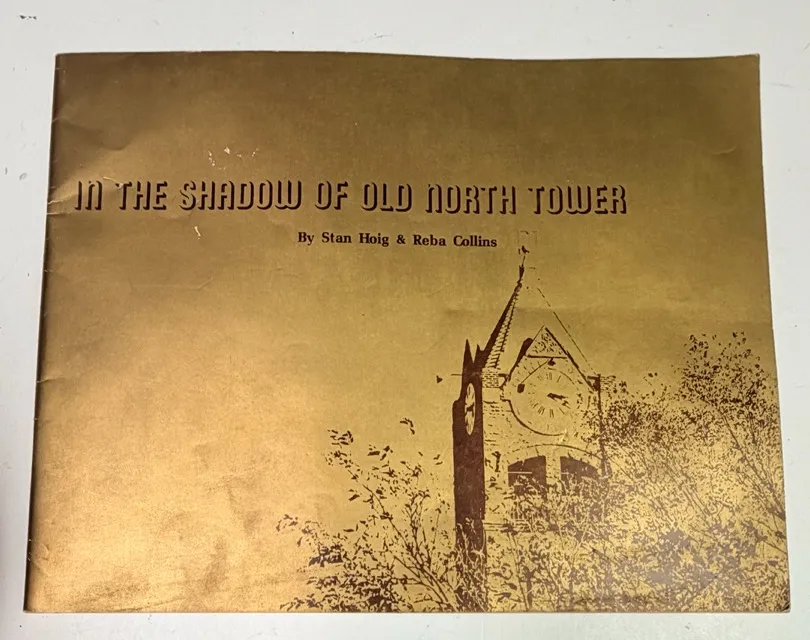 IN THE SHADOW OF OLD NORTH TOWER
By Stan Hoig & Reba Collins